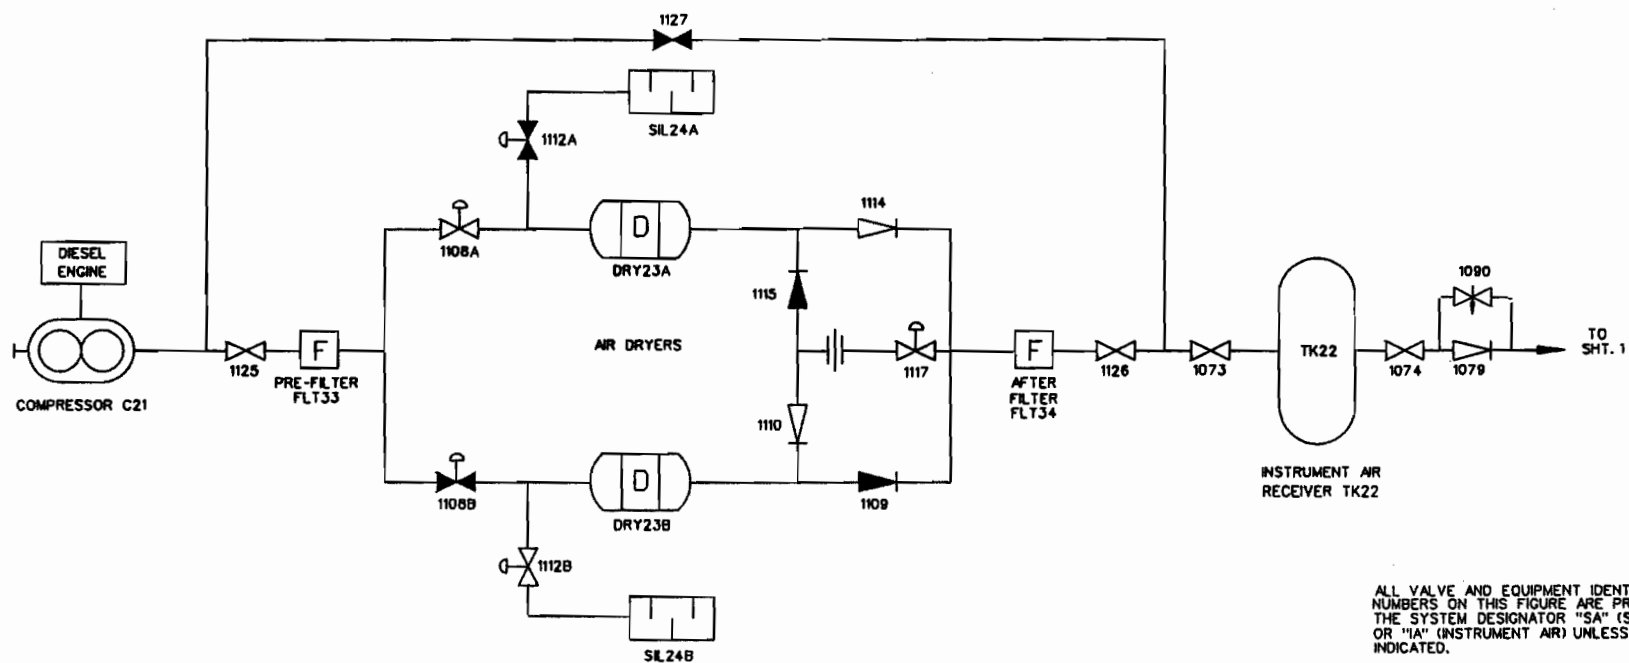 1127
SIL24A
1112A
1108A
1114
DIESEL
ENGINE
D
DRY23A
1115
1090
AIR DRYERS
F
F
TK22
TO
SHT. 1
1125
PRE-FILTER
FLT33
1117
AFTER
FILTER
FLT34
1126
1073
1074
1079
COMPRESSOR C21
1110
INSTRUMENT AIR
RECEIVER TK22
D
1108B
DRY23B
1109
1112B
SIL24B
ALL VALVE AND EQUIPMENT IDENT
NUMBERS ON THIS FIGURE ARE PR
THE SYSTEM DESIGNATOR "SA" (S
OR "IA" (INSTRUMENT AIR) UNLESS
INDICATED.